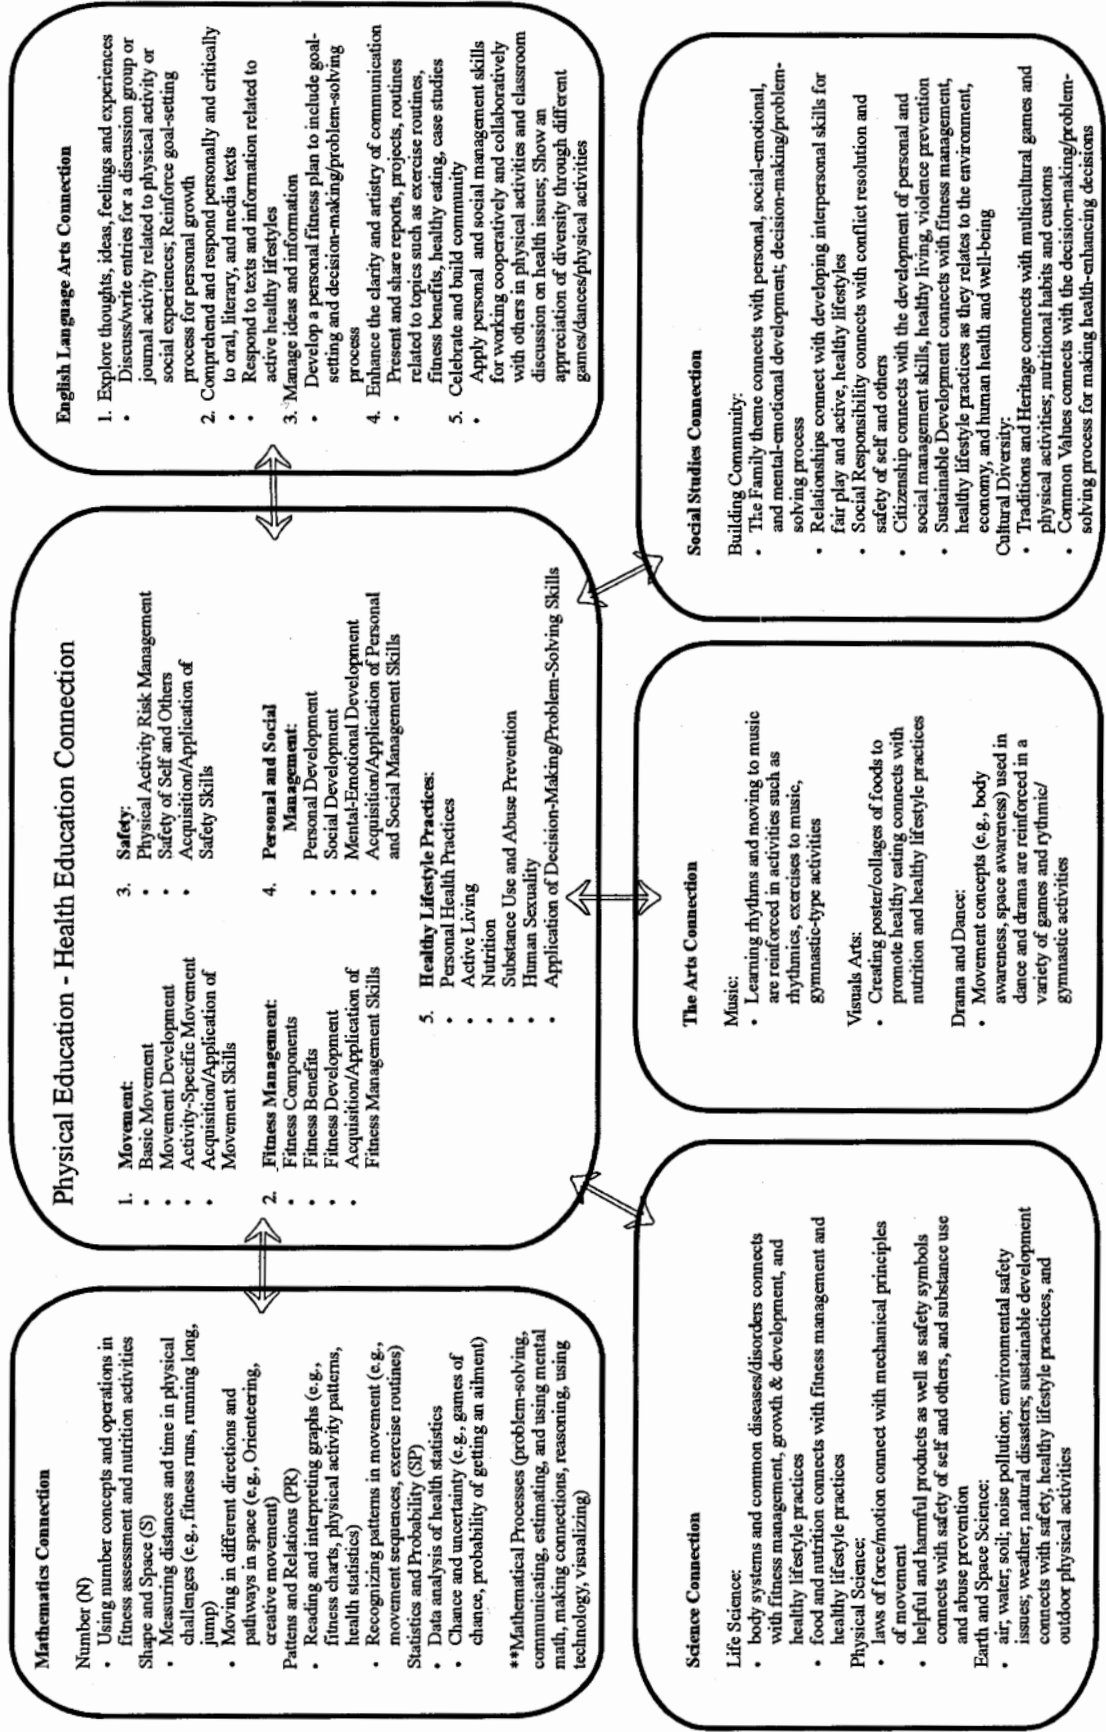 Mathematics Connection
Number (N)
• Using number concepts and operations in
fitness assessment and nutrition activities
Shape and Space (S)
• Measuring distances and time in physical
challenges (e.g., fitness runs, running long,
jump)
• Moving in different directions and
pathways in space (e.g., Orienteering,
creative movement)
Pattens and Relations (PR)
• Reading and interpreting graphs (e.g.,
fitness charts, physical activity patterns,
health statistics)
• Recognizing patterns in movement (e.g.,
movement sequences, exercise routines)
Statistics and Probability (SP)
• Data analysis of health statistics
• Chance and uncertainty (e.g., games of
chance, probability of getting an ailment)
**Mathematical Processes (problem-solving,
communicating, estimating, and using mental
math, making connections, reasoning, using
technology, visualizing)
Physical Education - Health Education Connection
1. Movement:
• Basic Movement
• Movement Development
• Activity-Specific Movement
• Acquisition/Application of
Movement Skills
2. Fitness Management:
• Fitness Components
• Fitness Benefits
• Fitness Development
• Acquisition/Application of
Fitness Management Skills
3. Safety:
• Physical Activity Risk Management
• Safety of Self and Others
• Acquisition/Application of
Safety Skills
4. Personal and Social
Management:
• Personal Development
• Social Development
• Mental-Emotional Development
• Acquisition/Application of Personal
and Social Management Skills
5. Healthy Lifestyle Practices:
• Personal Health Practices
• Active Living
• Nutrition
• Substance Use and Abuse Prevention
• Human Sexuality
• Application of Decision-Making/Problem-Solving Skills
English Language Arts Connection
1. Explore thoughts, ideas, feelings and experiences
• Discuss/write entries for a discussion group or
journal activity related to physical activity or
social experiences; Reinforce goal-setting
process for personal growth
2. Comprehend and respond personally and critically
to oral, literary, and media texts
• Respond to texts and information related to
active healthy lifestyles
3. Manage ideas and information
• Develop a personal fitness plan to include goal-
setting and decision-making/problem-solving
process
4. Enhance the clarity and artistry of communication
• Present and share reports, projects, routines
related to topics such as exercise routines,
fitness benefits, healthy eating, case studies
5. Celebrate and build community
• Apply personal and social management skills
for working cooperatively and collaboratively
with others in physical activities and classroom
discussion on health issues; Show an
appreciation of diversity through different
games/dances/physical activities
Science Connection
Life Science:
• body systems and common diseases/disorders connects
with fitness management, growth & development, and
healthy lifestyle practices
• food and nutrition connects with fitness management and
healthy lifestyle practices
Physical Science:
• laws of force/motion connect with mechanical principles
of movement
• helpful and harmful products as well as safety symbols
connects with safety of self and others, and substance use
and abuse prevention
Earth and Space Science:
• air, water, soil; noise pollution; environmental safety
issues; weather; natural disasters; sustainable development
connects with safety, healthy lifestyle practices, and
outdoor physical activities
The Arts Connection
Music:
• Learning rhythms and moving to music
are reinforced in activities such as
rhythmics, exercises to music,
gymnastic-type activities
Visuals Arts:
• Creating poster/collages of foods to
promote healthy eating connects with
nutrition and healthy lifestyle practices
Drama and Dance:
• Movement concepts (e.g., body
awareness, space awareness) used in
dance and drama are reinforced in a
variety of games and rythmic/
gymnastic activities
Social Studies Connection
Building Community:
• The Family theme connects with personal, social-emotional,
and mental-emotional development; decision-making/problem-
solving process
• Relationships connect with developing interpersonal skills for
fair play and active, healthy lifestyles
• Social Responsibility connects with conflict resolution and
safety of self and others
• Citizenship connects with the development of personal and
social management skills, healthy living, violence prevention
• Sustainable Development connects with fitness management,
healthy lifestyle practices as they relates to the environment,
economy, and human health and well-being
Cultural Diversity:
• Traditions and Heritage connects with multicultural games and
physical activities; nutritional habits and customs
• Common Values connects with the decision-making/problem-
solving process for making health-enhancing decisions